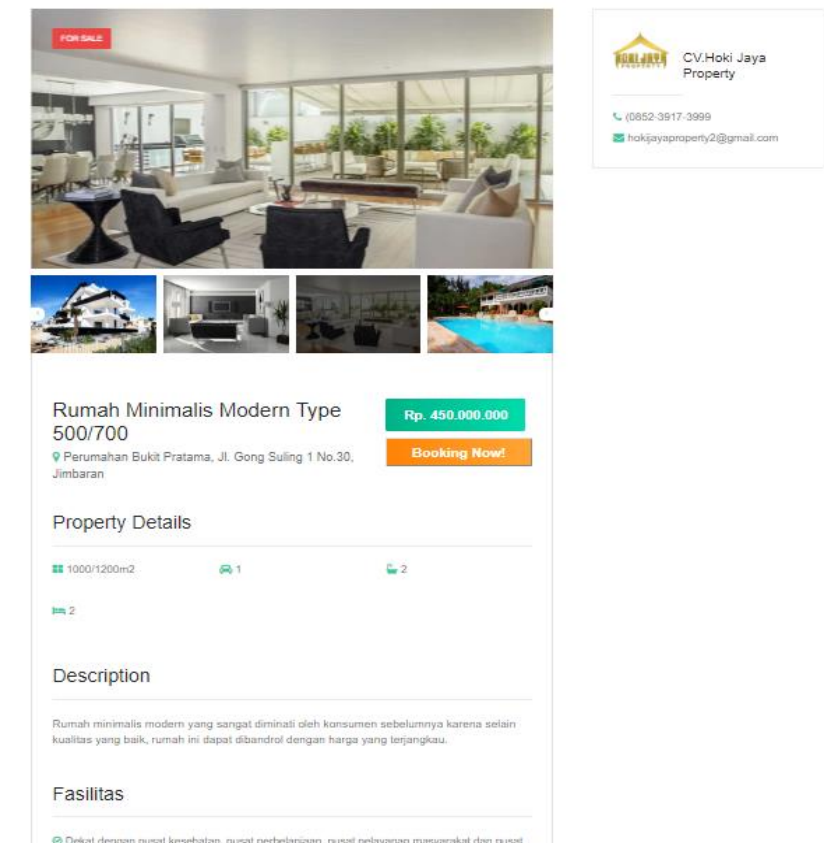 FOR SALE
HOKI JAYA
PROPERTY
CV.Hoki Jaya
Property
(0852-3917-3999
hokijayaproperty2@gmail.com
Rumah Minimalis Modern Type
500/700
Rp. 450.000.000
Perumahan Bukit Pratama, Jl. Gong Suling 1 No.30,
Jimbaran
Booking Now!
Property Details
1000/1200m2
1
2
2
Description
Rumah minimalis modern yang sangat diminati oleh konsumen sebelumnya karena selain
kualitas yang baik, rumah ini dapat dibandrol dengan harga yang terjangkau.
Fasilitas
Dekat dengan pusat kesehatan, pusat perbelanjaan, pusat pelayanan masyarakat dan pusat